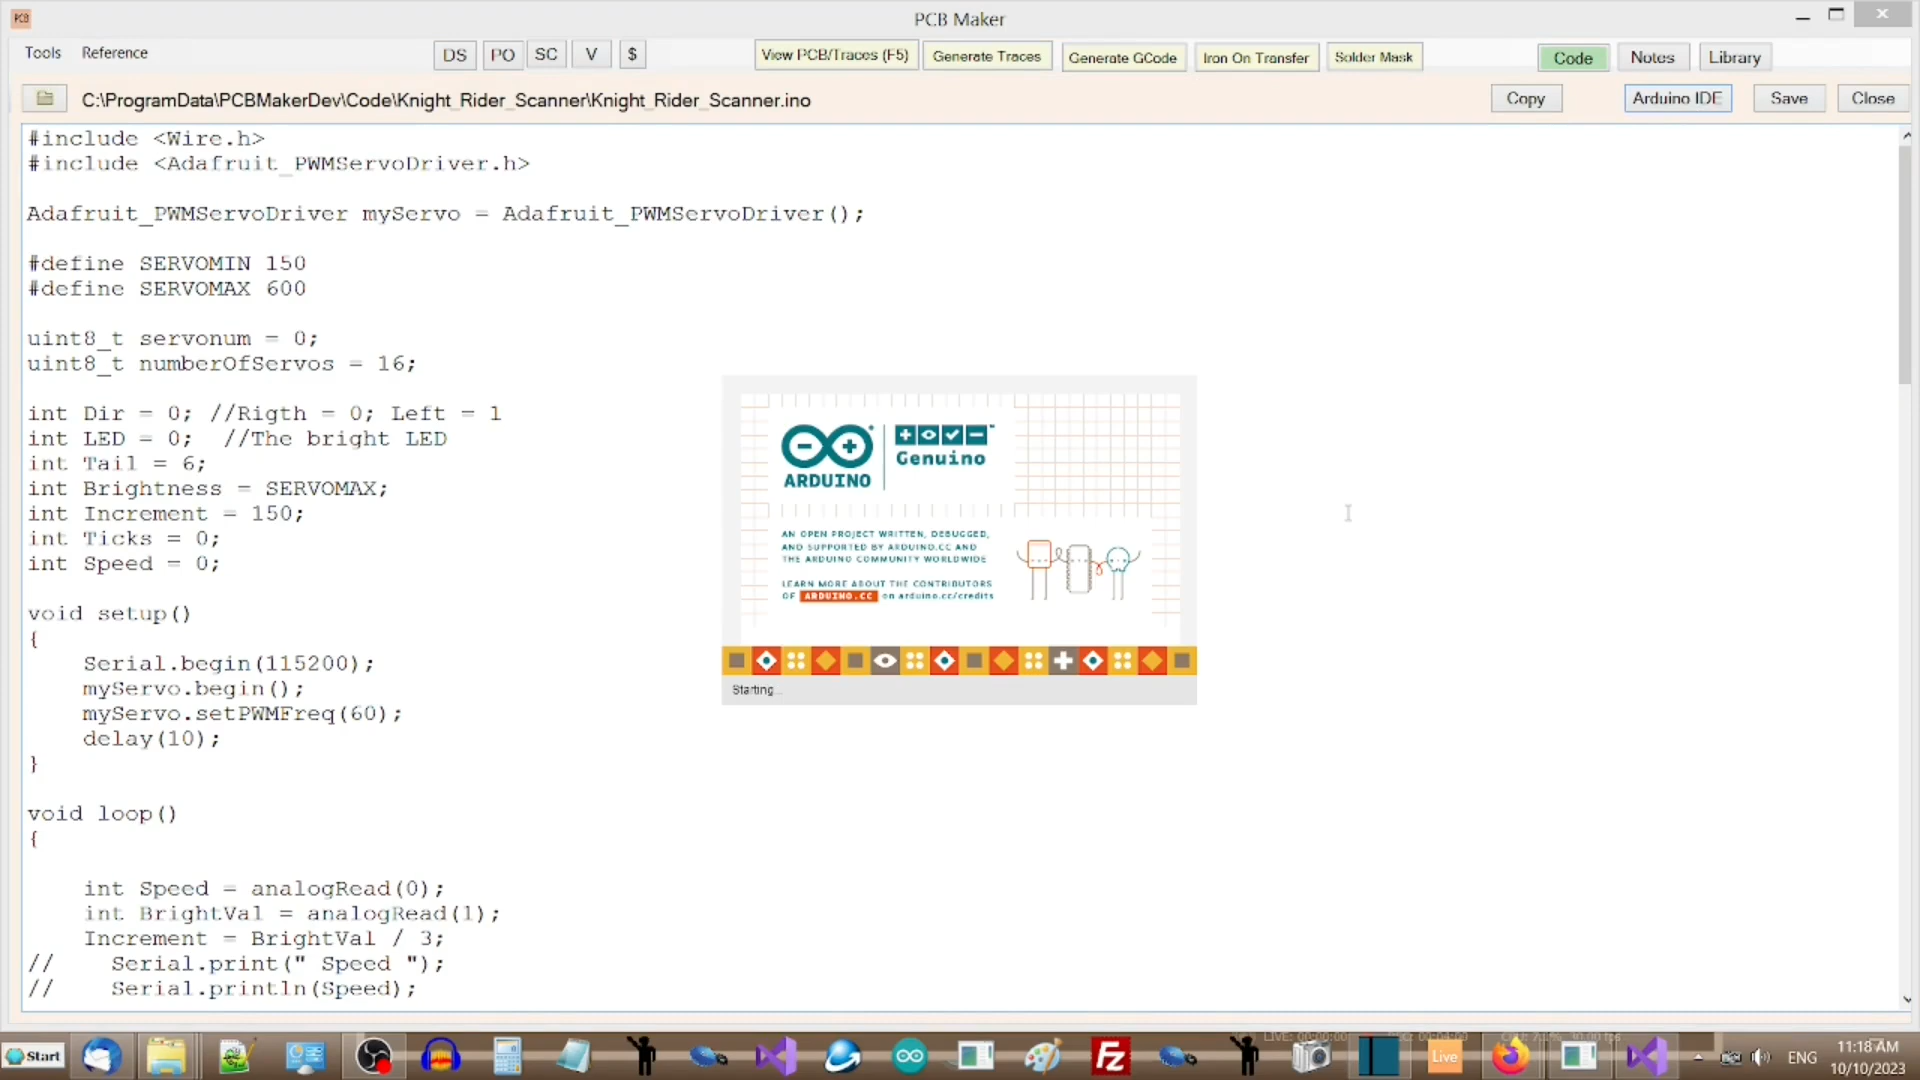 PCB
PCB Maker
Tools Reference
DS PO SC V $
View PCB/Traces (F5) Generate Traces Generate GCode Iron On Transfer Solder Mask
Code Notes Library
C:\ProgramData\PCBMakerDev\Code\Knight_Rider_Scanner\Knight_Rider_Scanner.ino
Copy Arduino IDE Save Close
#include <Wire.h>
#include <Adafruit_PWMServoDriver.h>
Adafruit_PWMServoDriver myServo = Adafruit_PWMServoDriver();
#define SERVOMIN 150
#define SERVOMAX 600
uint8_t servonum = 0;
uint8_t numberOfServos = 16;
int Dir = 0; //Rigth = 0; Left = 1
int LED = 0; //The bright LED
int Tail = 6;
int Brightness = SERVOMAX;
int Increment = 150;
int Ticks = 0;
int Speed = 0;
void setup()
{
Serial.begin(115200);
myServo.begin();
myServo.setPWMFreq(60);
delay(10);
}
void loop()
{
int Speed = analogRead(0);
int BrightVal = analogRead(1);
Increment = BrightVal / 3;
// Serial.print(" Speed ");
// Serial.println(Speed);
ARDUINO
Genuino
AN OPEN PROJECT WRITTEN, DEBUGGED,
AND SUPPORTED BY ARDUINO.CC AND
THE ARDUINO COMMUNITY WORLDWIDE
LEARN MORE ABOUT THE CONTRIBUTORS
OF ARDUINO.CC on arduino.cc/credits
Starting...
Start
Fz
Live
ENG
11:18 AM
10/10/2023